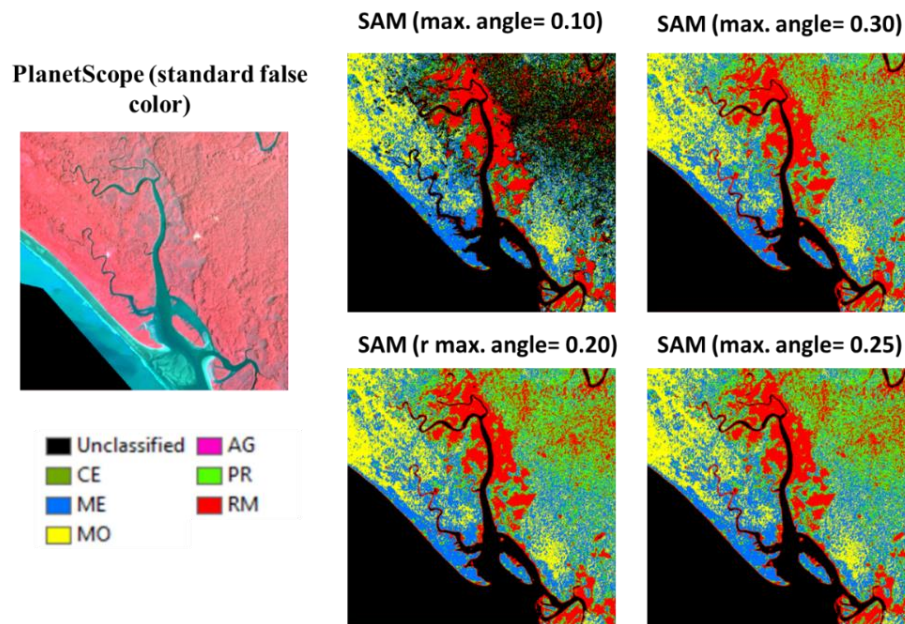 SAM (max. angle= 0.10)
SAM (max. angle= 0.30)
PlanetScope (standard false
color)
SAM (r max. angle= 0.20)
SAM (max. angle= 0.25)
Unclassified
AG
CE
PR
ME
RM
MO